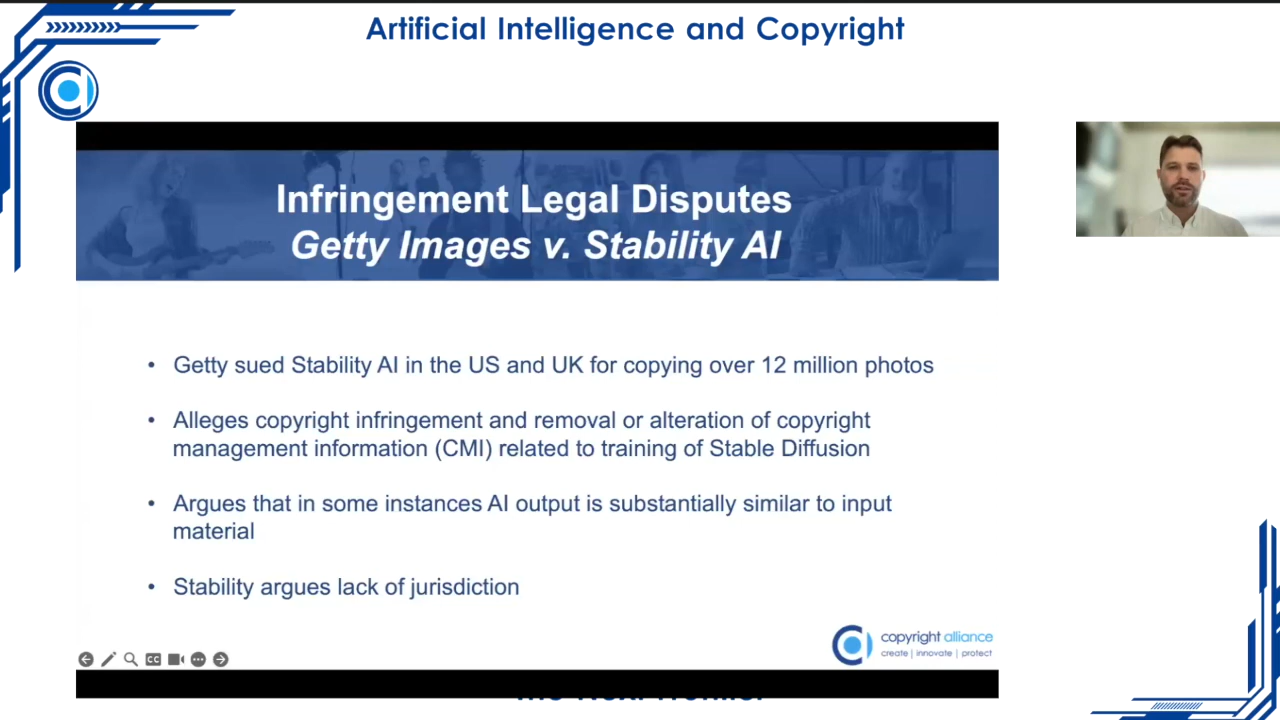 Artificial Intelligence and Copyright
Infringement Legal Disputes
Getty Images v. Stability AI
• Getty sued Stability AI in the US and UK for copying over 12 million photos
• Alleges copyright infringement and removal or alteration of copyright
management information (CMI) related to training of Stable Diffusion
• Argues that in some instances AI output is substantially similar to input
material
• Stability argues lack of jurisdiction
copyright alliance
create | innovate | protect
CC